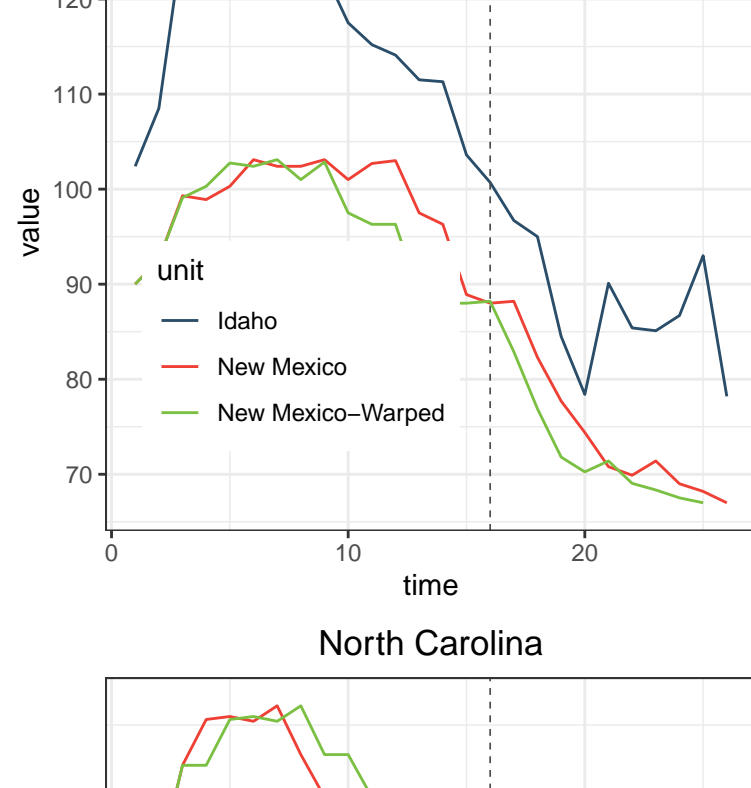 120
110
100
90
80
70
value
unit
Idaho
New Mexico
New Mexico−Warped
0 10 20
time
North Carolina